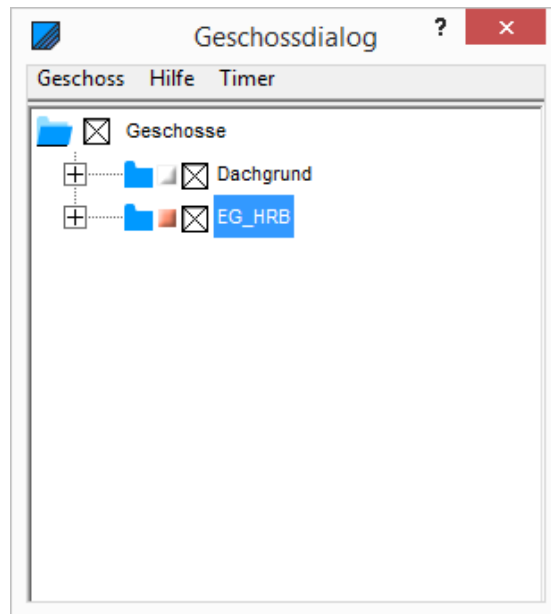 Geschossdialog ? ×
Geschoss Hilfe Timer
Geschosse
Dachgrund
EG_HRB